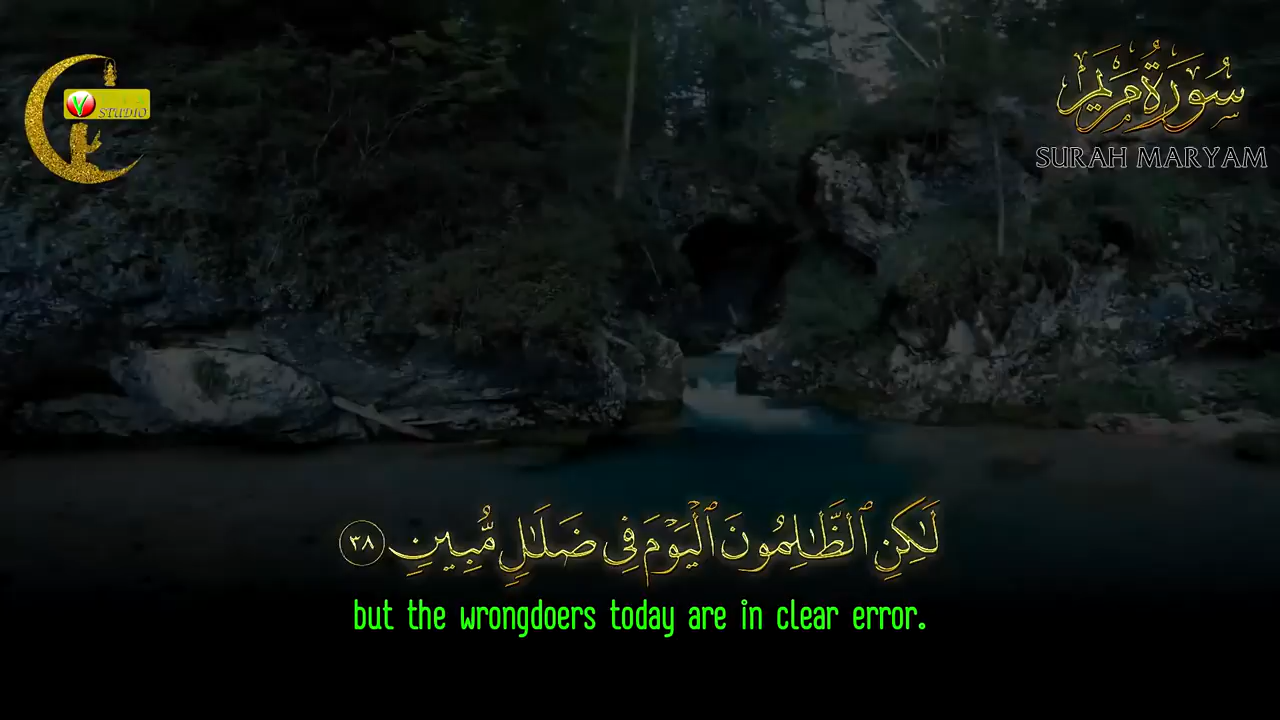 V STUDIO
سُورَةُ مَرْيَم
SURAH MARYAM
لَٰكِنِ ٱلظَّٰلِمُونَ ٱلْيَوْمَ فِى ضَلَٰلٍ مُّبِينٍ ٣٨
but the wrongdoers today are in clear error.